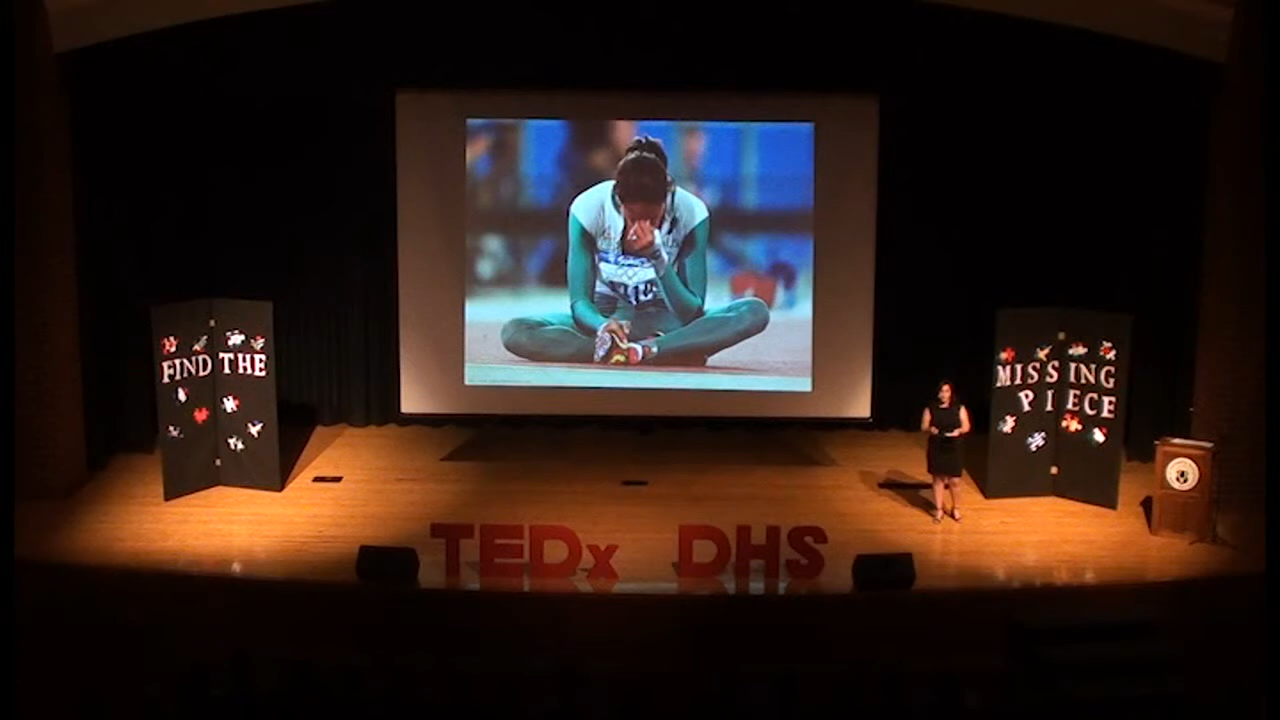 FIND THE
MISSING
PIECE
TEDx DHS